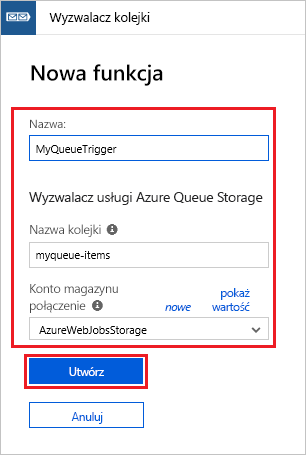 Wyzwalacz kolejki
Nowa funkcja
Nazwa:
MyQueueTrigger
Wyzwalacz usługi Azure Queue Storage
Nazwa kolejki
myqueue-items
Konto magazynu
połączenie
nowe
pokaż
wartość
AzureWebJobsStorage
Utwórz
Anuluj